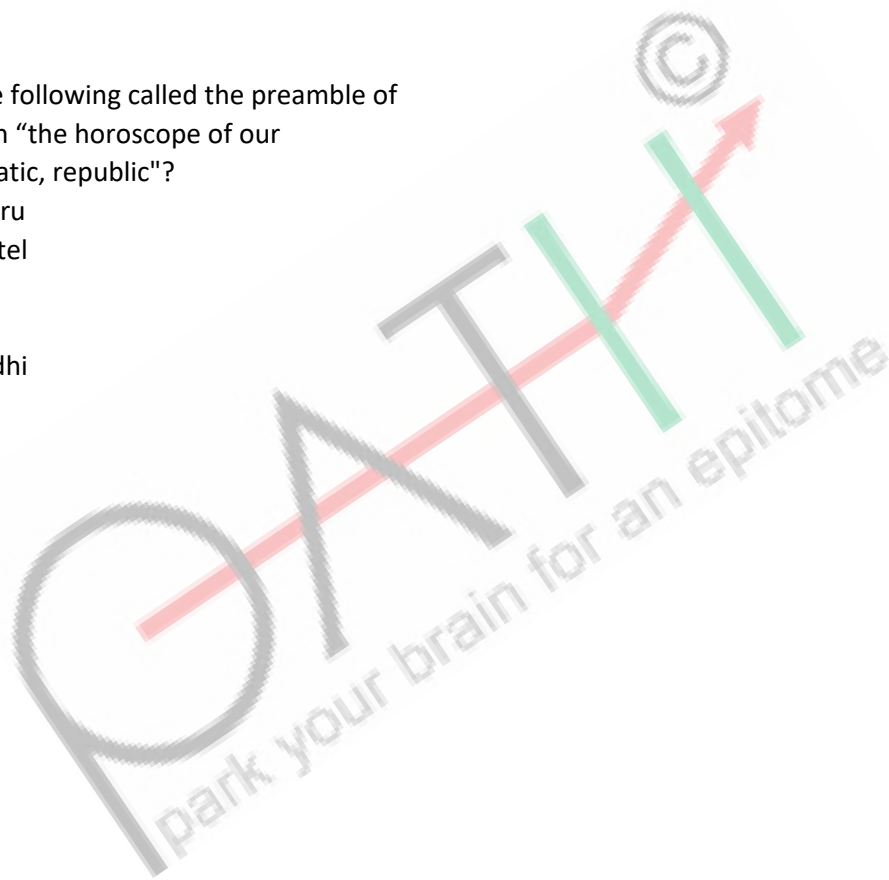 e following called the preamble of
n “the horoscope of our
atic, republic"?
ru
tel
dhi
©
PATH
park your brain for an epitome